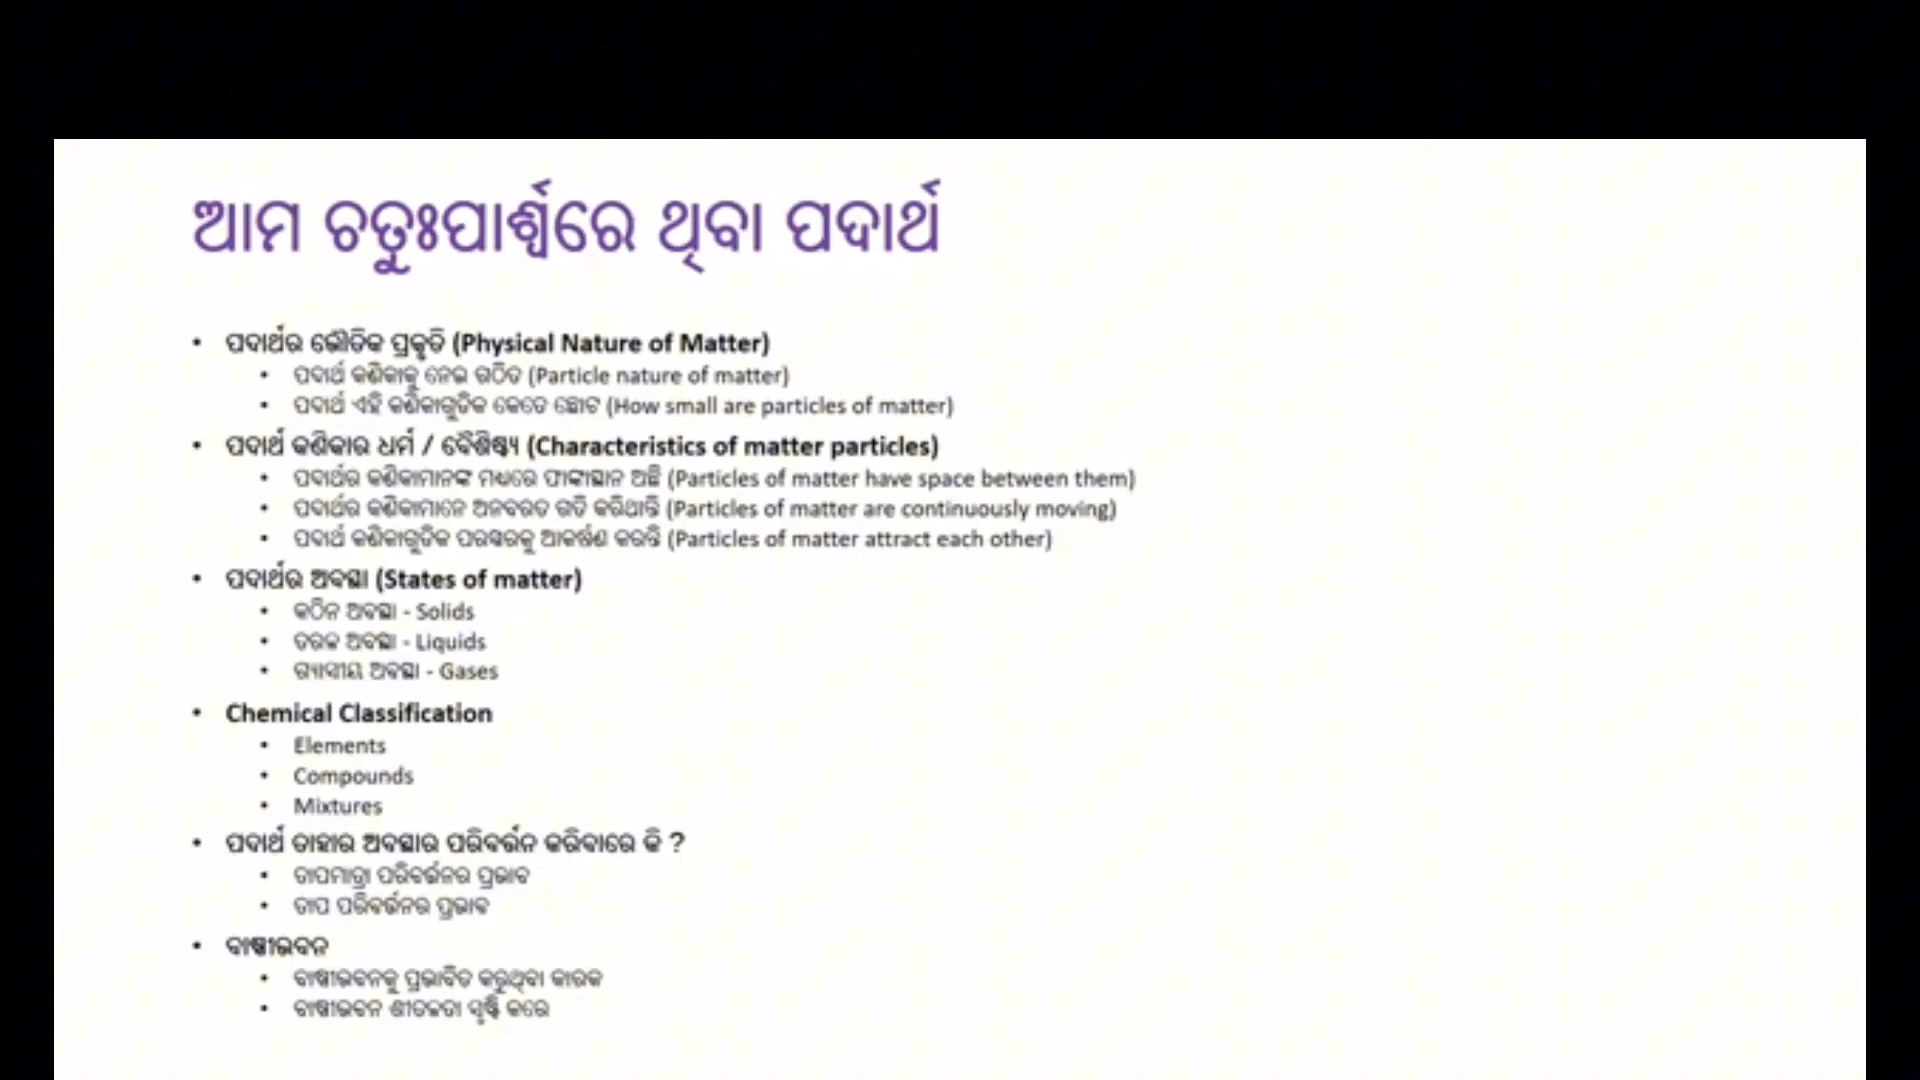 ଆମ ଚତୁଃପାର୍ଶ୍ୱରେ ଥିବା ପଦାର୍ଥ
• ପଦାର୍ଥର ଭୌତିକ ପ୍ରକୃତି (Physical Nature of Matter)
• ପଦାର୍ଥ କଣିକାକୁ ନେଇ ଗଠିତ (Particle nature of matter)
• ପଦାର୍ଥ ଏହି କଣିକାଗୁଡିକ କେତେ ଛୋଟ (How small are particles of matter)
• ପଦାର୍ଥ କଣିକାର ଧର୍ମ / ବୈଶିଷ୍ଟ୍ୟ (Characteristics of matter particles)
• ପଦାର୍ଥର କଣିକାମାନଙ୍କ ମଧ୍ୟରେ ଫାଙ୍କାସ୍ଥାନ ଅଛି (Particles of matter have space between them)
• ପଦାର୍ଥର କଣିକାମାନେ ଅନବରତ ଗତି କରିଥାନ୍ତି (Particles of matter are continuously moving)
• ପଦାର୍ଥ କଣିକାଗୁଡିକ ପରସ୍ପରକୁ ଆକର୍ଷଣ କରନ୍ତି (Particles of matter attract each other)
• ପଦାର୍ଥର ଅବସ୍ଥା (States of matter)
• କଠିନ ଅବସ୍ଥା - Solids
• ତରଳ ଅବସ୍ଥା - Liquids
• ଗ୍ୟାସୀୟ ଅବସ୍ଥା - Gases
• Chemical Classification
• Elements
• Compounds
• Mixtures
• ପଦାର୍ଥ ତାହାର ଅବସ୍ଥାର ପରିବର୍ତ୍ତନ କରିବାରେ କି ?
• ତାପମାତ୍ରା ପରିବର୍ତ୍ତନର ପ୍ରଭାବ
• ତାପ ପରିବର୍ତ୍ତନର ପ୍ରଭାବ
• ବାଷ୍ପୀଭବନ
• ବାଷ୍ପୀଭବନକୁ ପ୍ରଭାବିତ କରୁଥିବା କାରକ
• ବାଷ୍ପୀଭବନ ଶୀତଳତା ସୃଷ୍ଟି କରେ